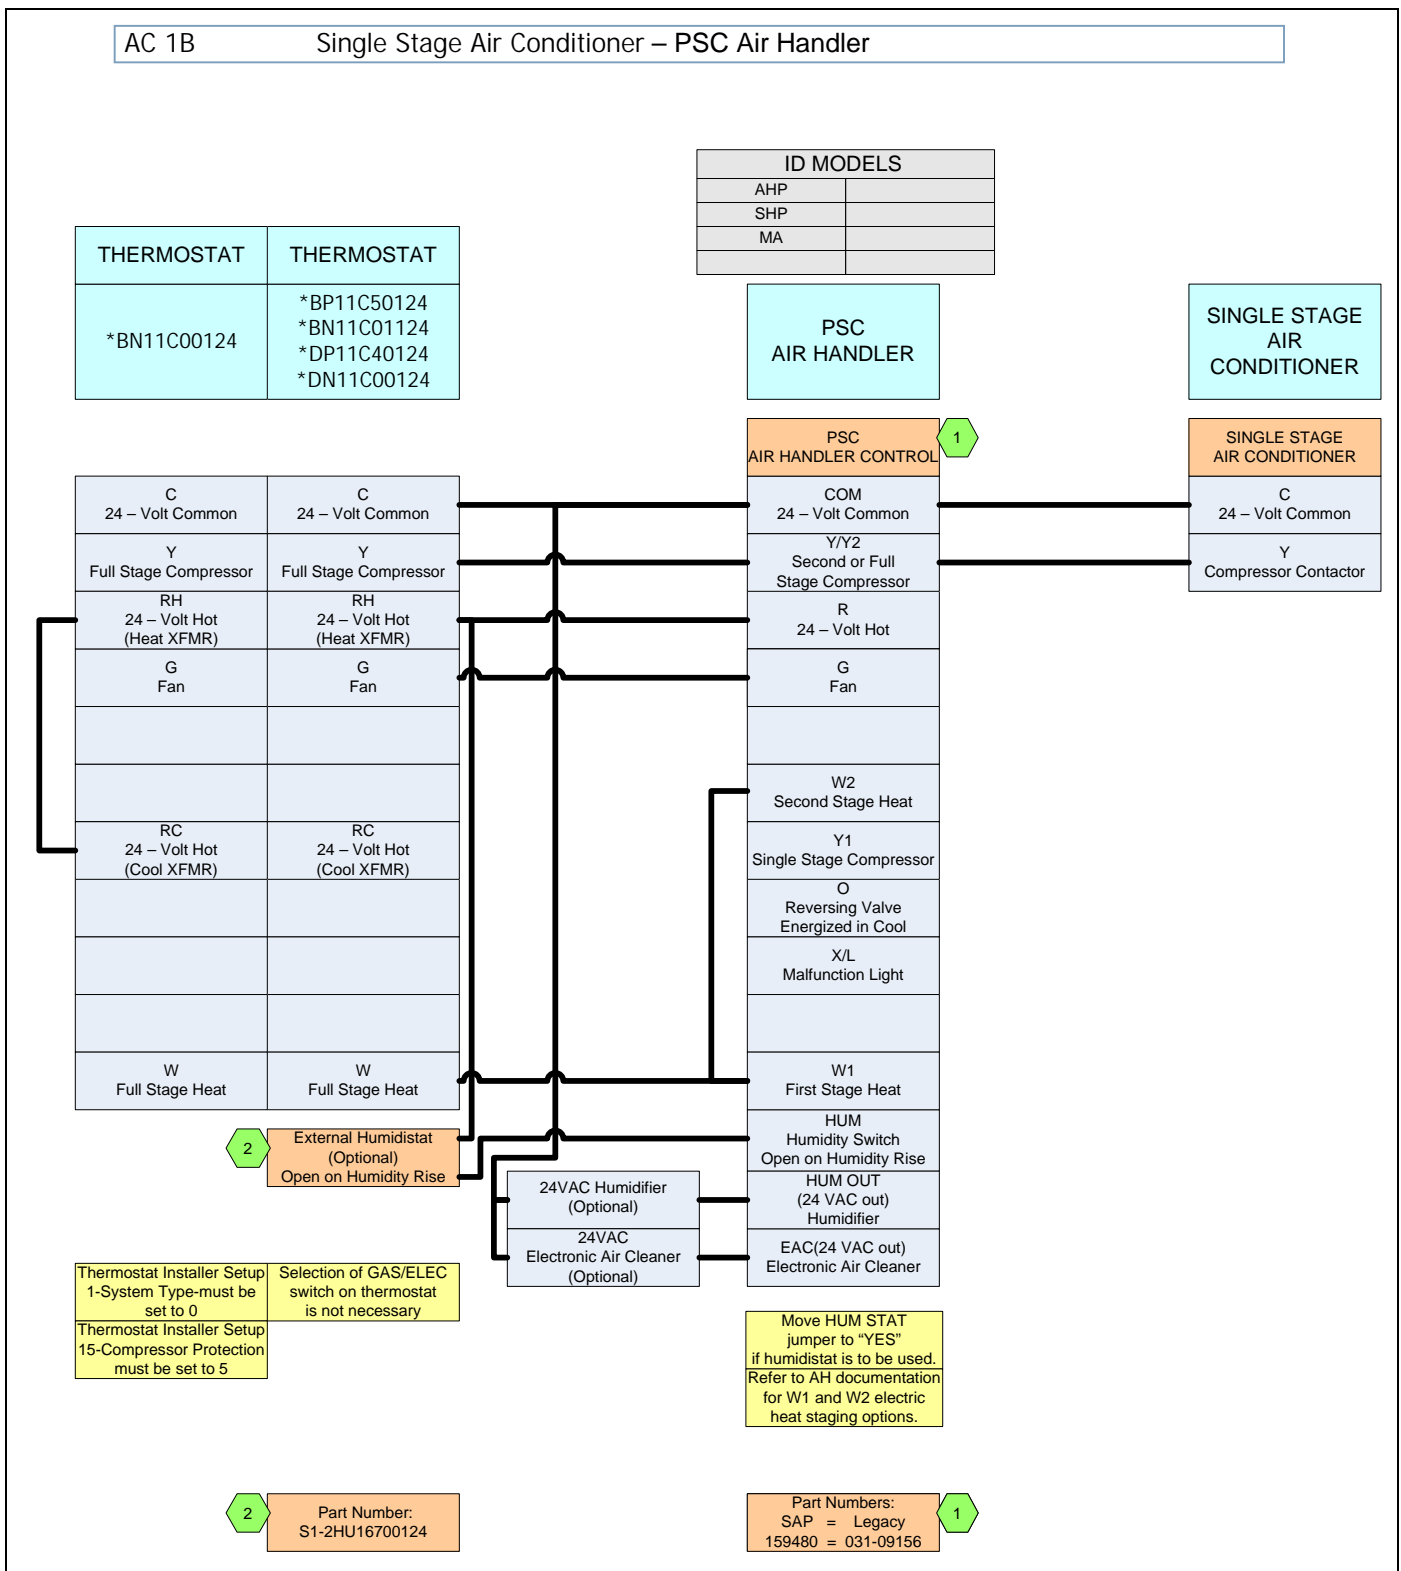 AC 1B Single Stage Air Conditioner – PSC Air Handler
ID MODELS
AHP
SHP
MA
THERMOSTAT
THERMOSTAT
*BN11C00124
*BP11C50124
*BN11C01124
*DP11C40124
*DN11C00124
PSC
AIR HANDLER
SINGLE STAGE
AIR
CONDITIONER
PSC
AIR HANDLER CONTROL
1
SINGLE STAGE
AIR CONDITIONER
C
24 – Volt Common
C
24 – Volt Common
COM
24 – Volt Common
C
24 – Volt Common
Y
Full Stage Compressor
Y
Full Stage Compressor
Y/Y2
Second or Full
Stage Compressor
Y
Compressor Contactor
RH
24 – Volt Hot
(Heat XFMR)
RH
24 – Volt Hot
(Heat XFMR)
R
24 – Volt Hot
G
Fan
G
Fan
G
Fan
W2
Second Stage Heat
RC
24 – Volt Hot
(Cool XFMR)
RC
24 – Volt Hot
(Cool XFMR)
Y1
Single Stage Compressor
O
Reversing Valve
Energized in Cool
X/L
Malfunction Light
W
Full Stage Heat
W
Full Stage Heat
W1
First Stage Heat
2
External Humidistat
(Optional)
Open on Humidity Rise
HUM
Humidity Switch
Open on Humidity Rise
24VAC Humidifier
(Optional)
HUM OUT
(24 VAC out)
Humidifier
24VAC
Electronic Air Cleaner
(Optional)
EAC(24 VAC out)
Electronic Air Cleaner
Thermostat Installer Setup
1-System Type-must be
set to 0
Selection of GAS/ELEC
switch on thermostat
is not necessary
Thermostat Installer Setup
15-Compressor Protection
must be set to 5
Move HUM STAT
jumper to “YES”
if humidistat is to be used.
Refer to AH documentation
for W1 and W2 electric
heat staging options.
2
Part Number:
S1-2HU16700124
Part Numbers:
SAP = Legacy
159480 = 031-09156
1